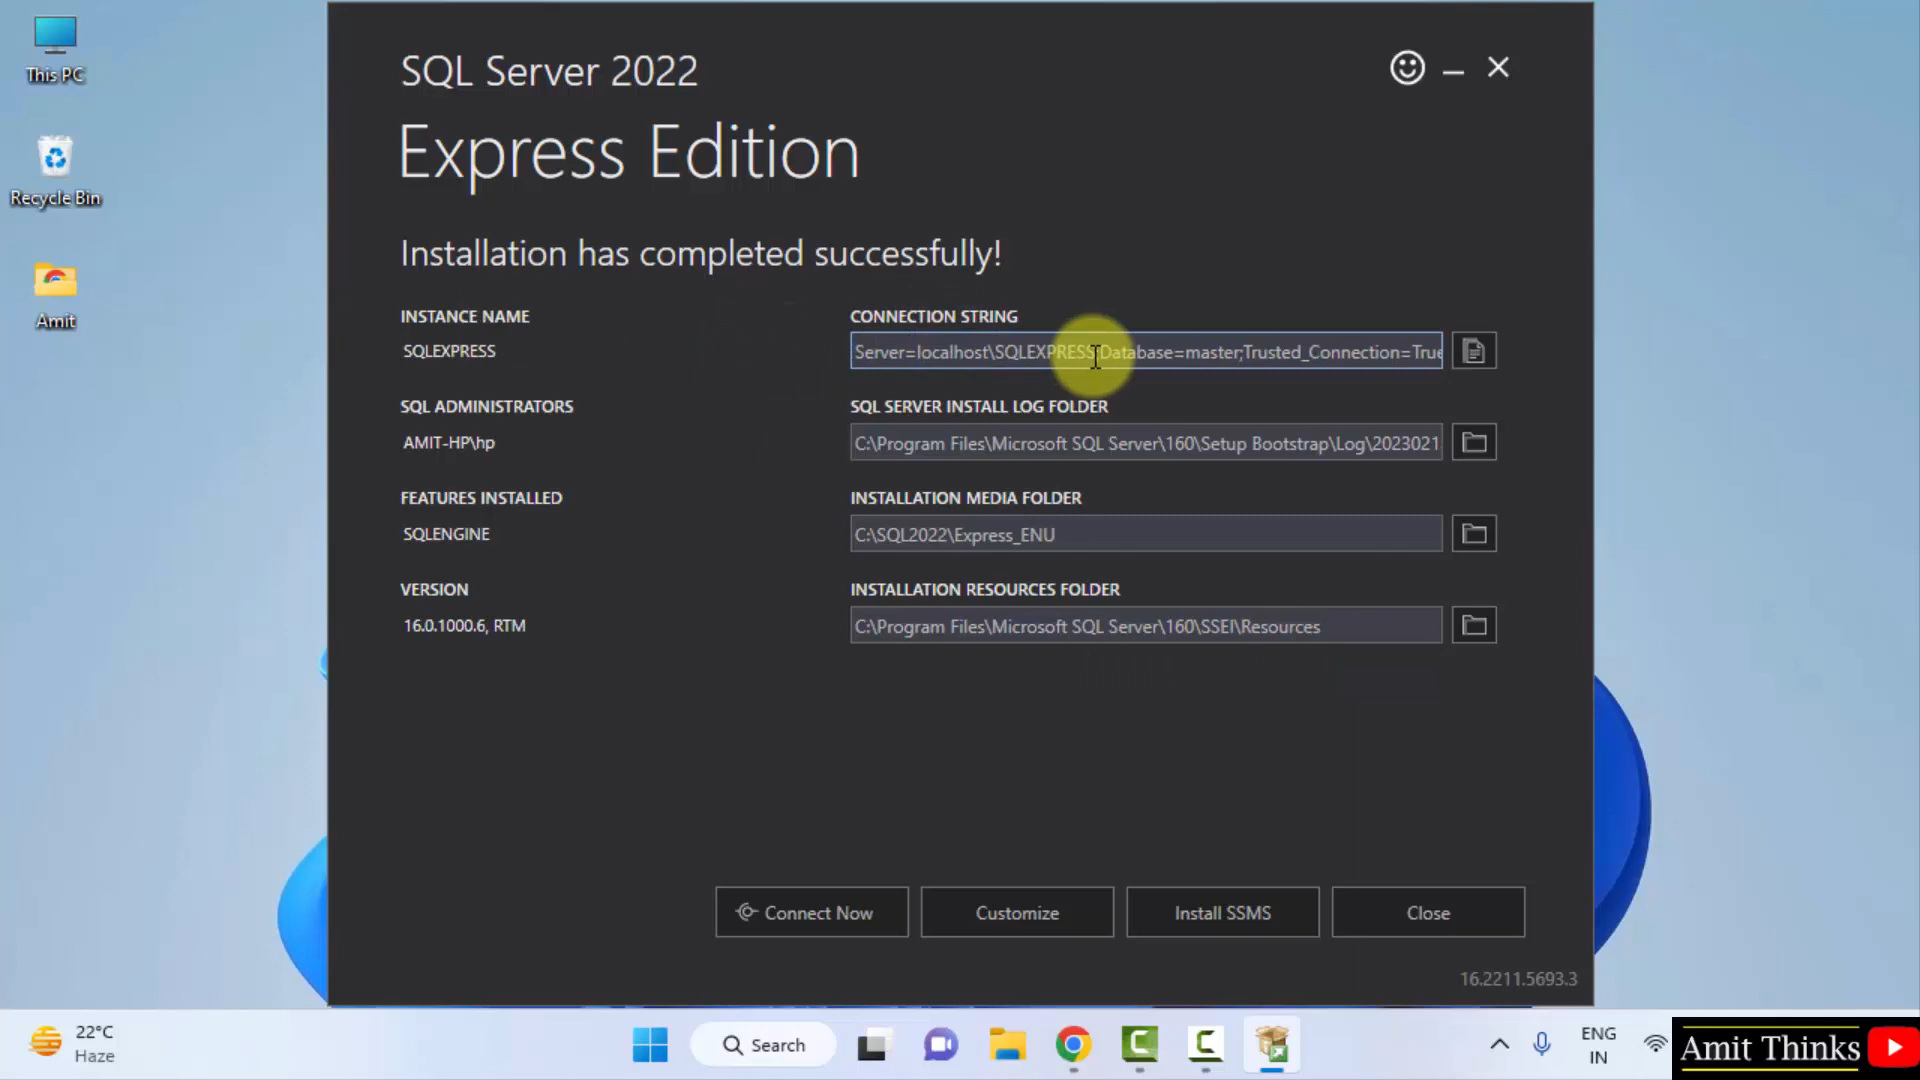 This PC
Recycle Bin
Amit
SQL Server 2022
Express Edition
Installation has completed successfully!
INSTANCE NAME
SQLEXPRESS
CONNECTION STRING
Server=localhost\SQLEXPRESS;Database=master;Trusted_Connection=True
SQL ADMINISTRATORS
AMIT-HP\hp
SQL SERVER INSTALL LOG FOLDER
C:\Program Files\Microsoft SQL Server\160\Setup Bootstrap\Log\2023021
FEATURES INSTALLED
SQLENGINE
INSTALLATION MEDIA FOLDER
C:\SQL2022\Express_ENU
VERSION
16.0.1000.6, RTM
INSTALLATION RESOURCES FOLDER
C:\Program Files\Microsoft SQL Server\160\SSEI\Resources
Connect Now
Customize
Install SSMS
Close
16.2211.5693.3
22°C
Haze
Search
ENG
IN
Amit Thinks